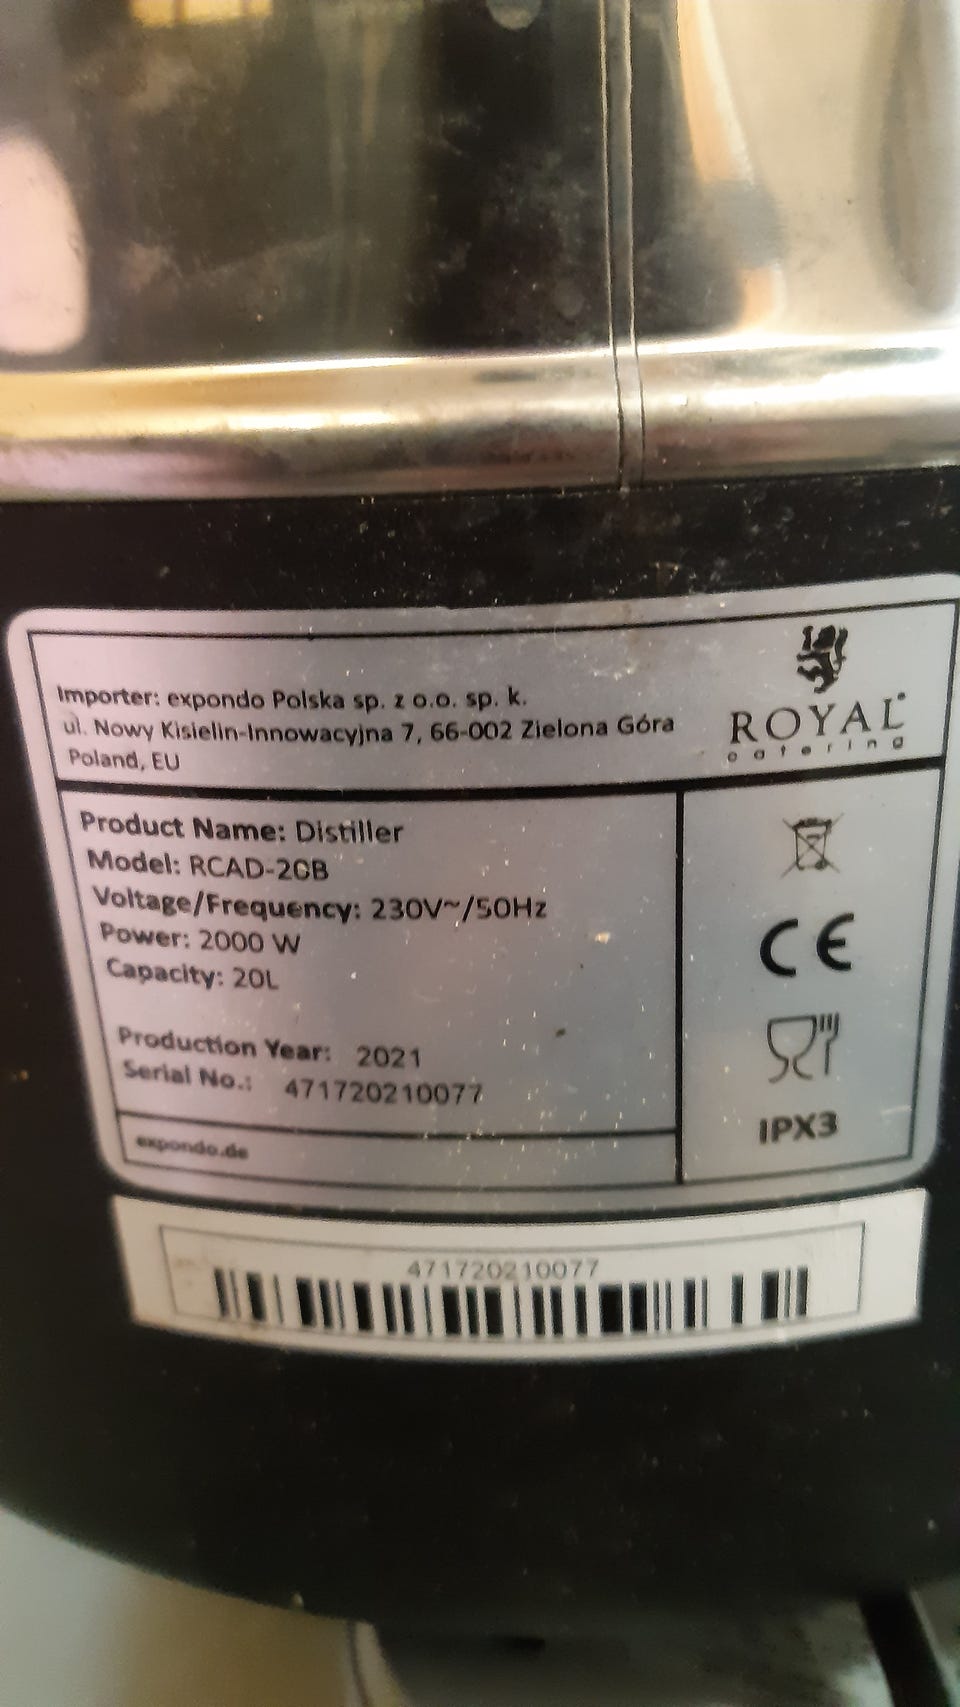 Importer: expondo Polska sp. z o.o. sp. k.
ul. Nowy Kisielin-Innowacyjna 7, 66-002 Zielona Góra
Poland, EU
ROYAL
catering
Product Name: Distiller
Model: RCAD-20B
Voltage/Frequency: 230V~/50Hz
Power: 2000 W
Capacity: 20L
Production Year: 2021
Serial No.: 471720210077
expondo.de
CE
IPX3
471720210077